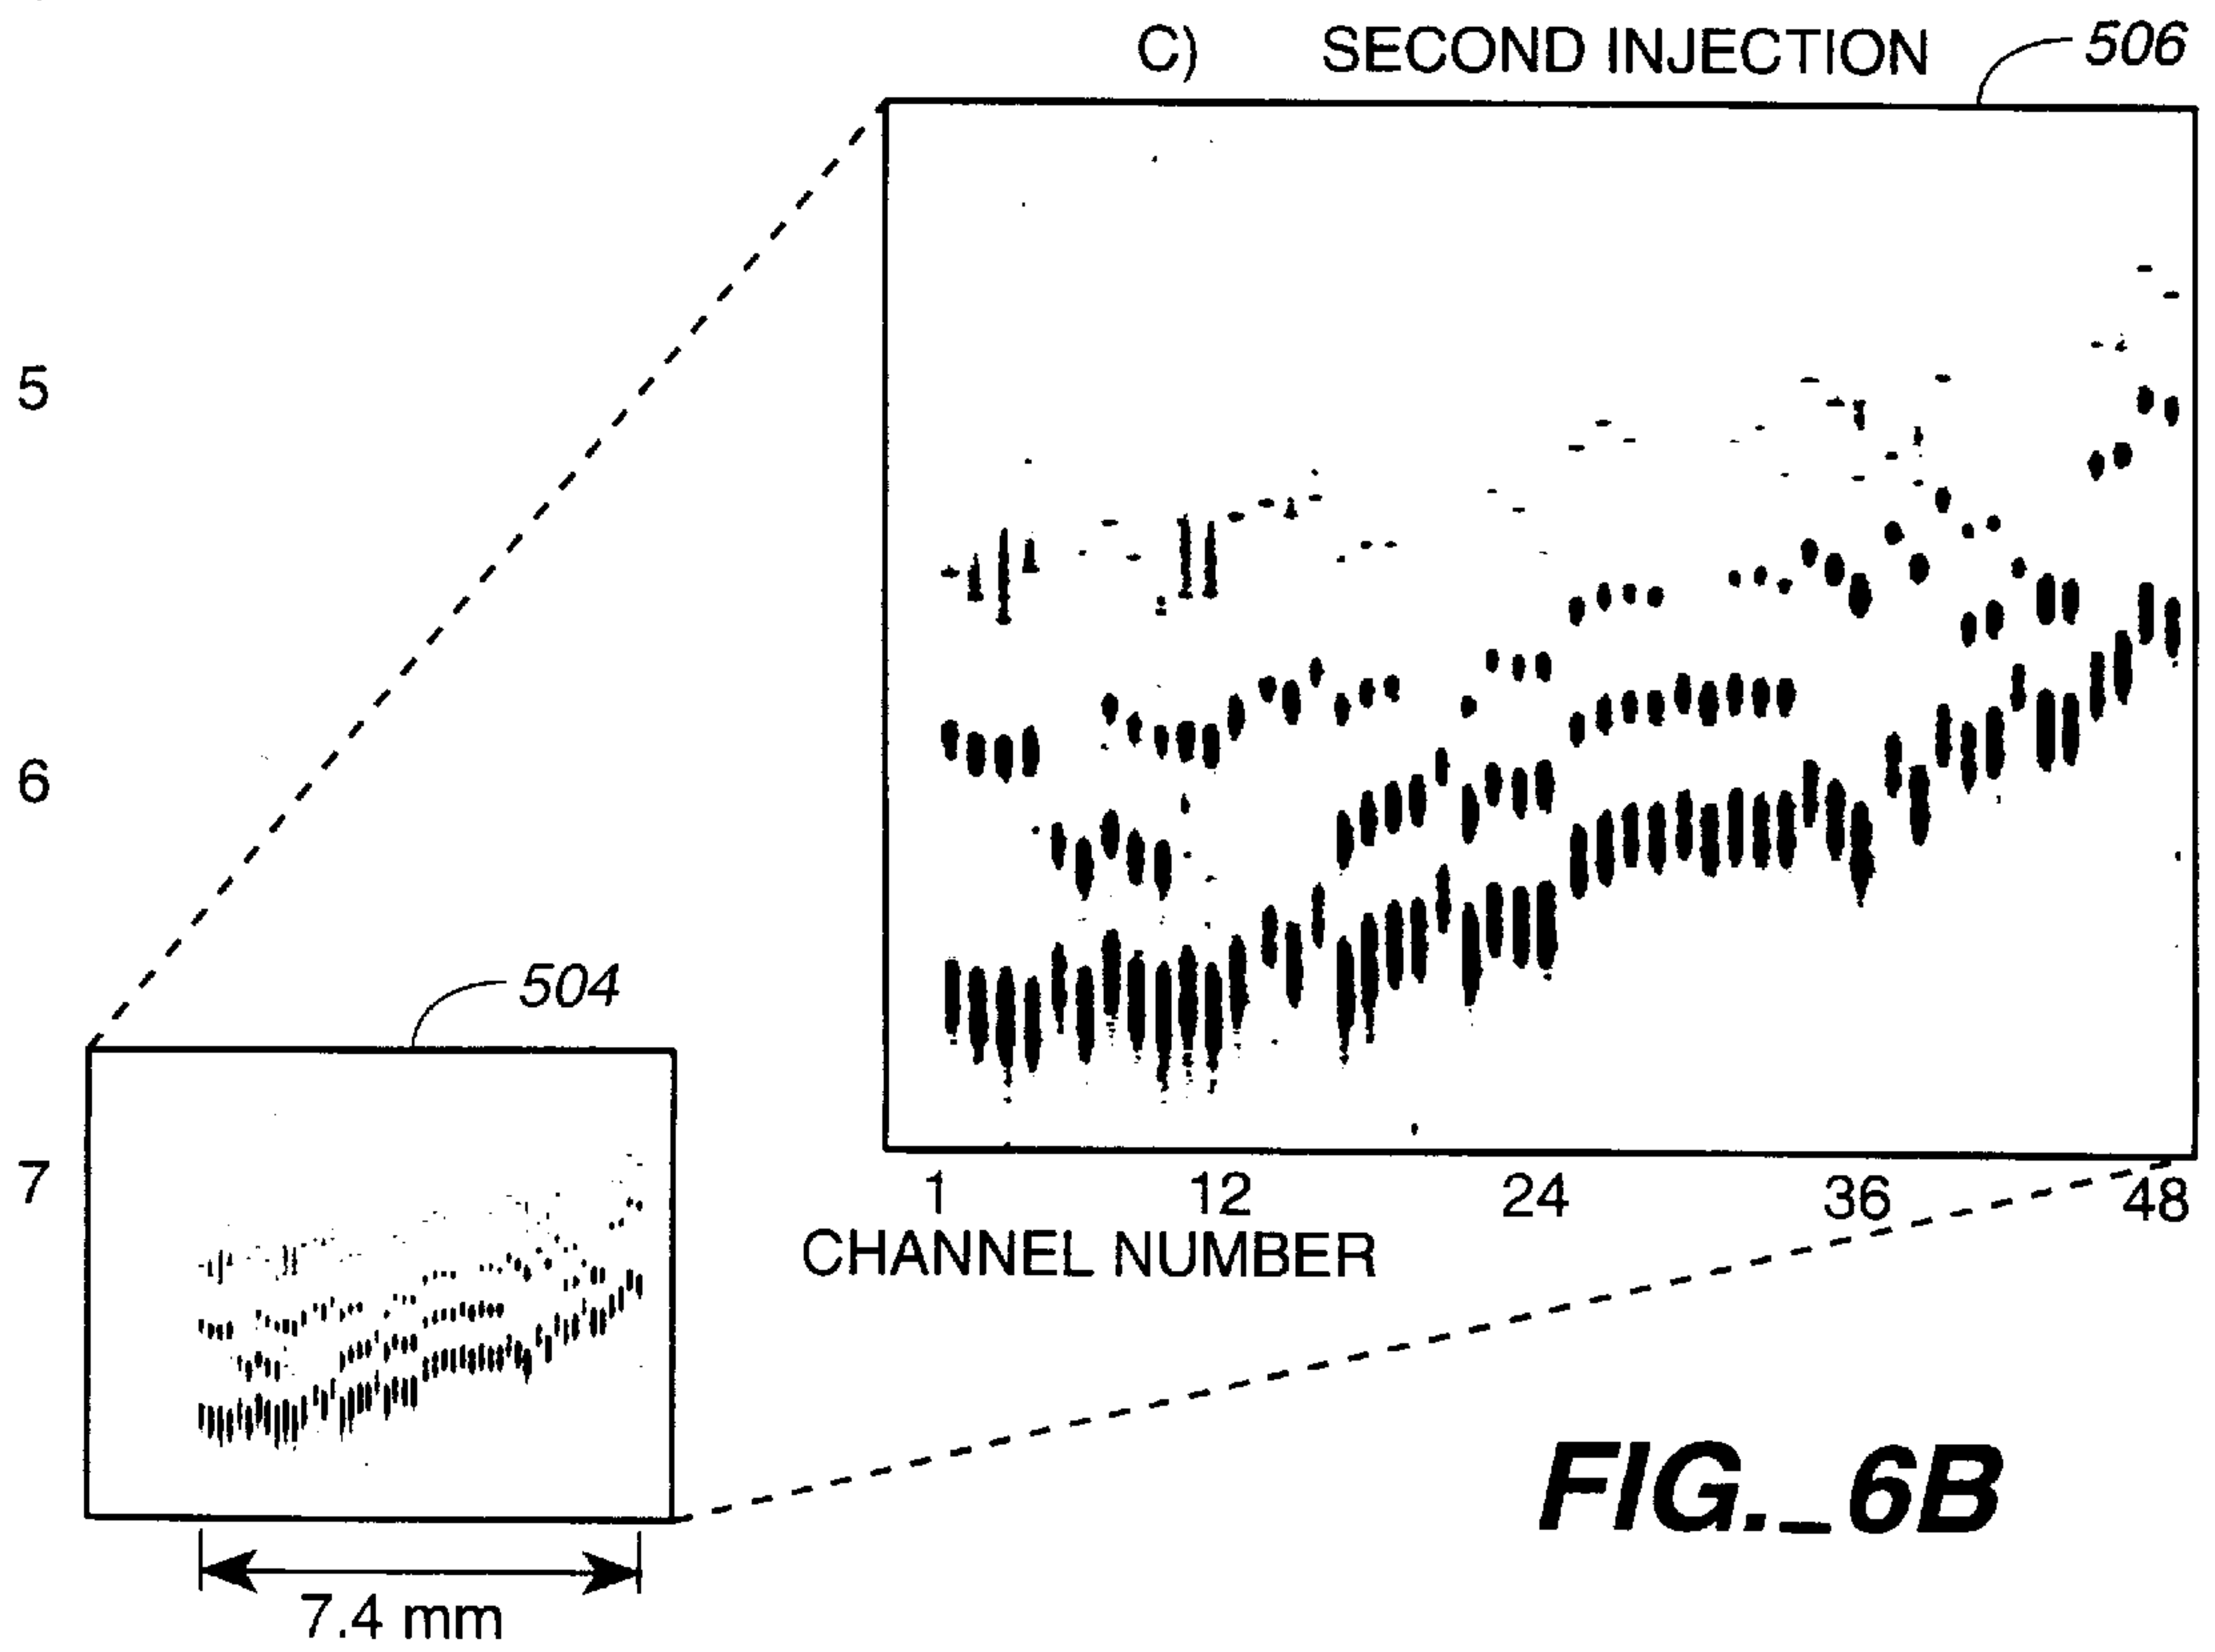 C) SECOND INJECTION 506
5
6
504
7
1 12 24 36 48
CHANNEL NUMBER
FIG._6B
7.4 mm